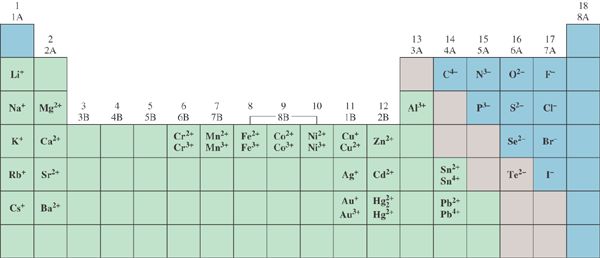 1 18
1A 8A
2 13 14 15 16 17
2A 3A 4A 5A 6A 7A
Li⁺ C⁴⁻ N³⁻ O²⁻ F⁻
Na⁺ Mg²⁺ 3 4 5 6 7 8 9 10 11 12 Al³⁺ P³⁻ S²⁻ Cl⁻
3B 4B 5B 6B 7B 8B 1B 2B
K⁺ Ca²⁺ Cr²⁺ Mn²⁺ Fe²⁺ Co²⁺ Ni²⁺ Cu⁺ Zn²⁺ Se²⁻ Br⁻
Cr³⁺ Mn³⁺ Fe³⁺ Co³⁺ Ni³⁺ Cu²⁺
Rb⁺ Sr²⁺ Ag⁺ Cd²⁺ Sn²⁺ Te²⁻ I⁻
Sn⁴⁺
Cs⁺ Ba²⁺ Au⁺ Hg₂²⁺ Pb²⁺
Au³⁺ Hg²⁺ Pb⁴⁺